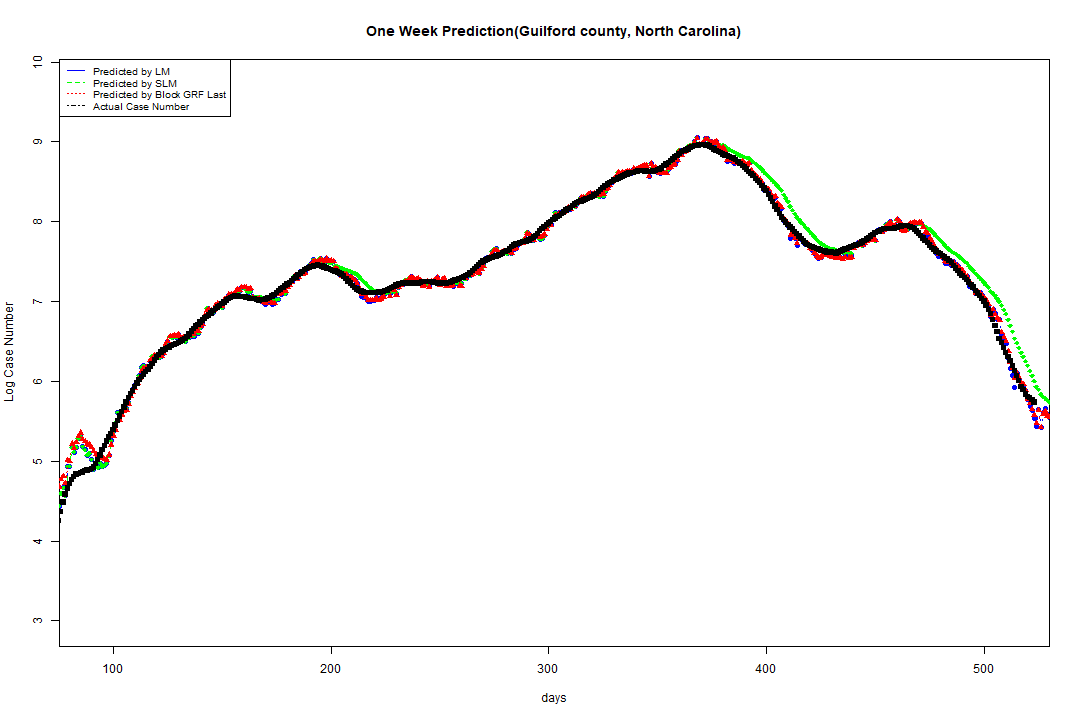 One Week Prediction(Guilford county, North Carolina)
Predicted by LM
Predicted by SLM
Predicted by Block GRF Last
Actual Case Number
10
9
8
7
6
5
4
3
Log Case Number
100 200 300 400 500
days